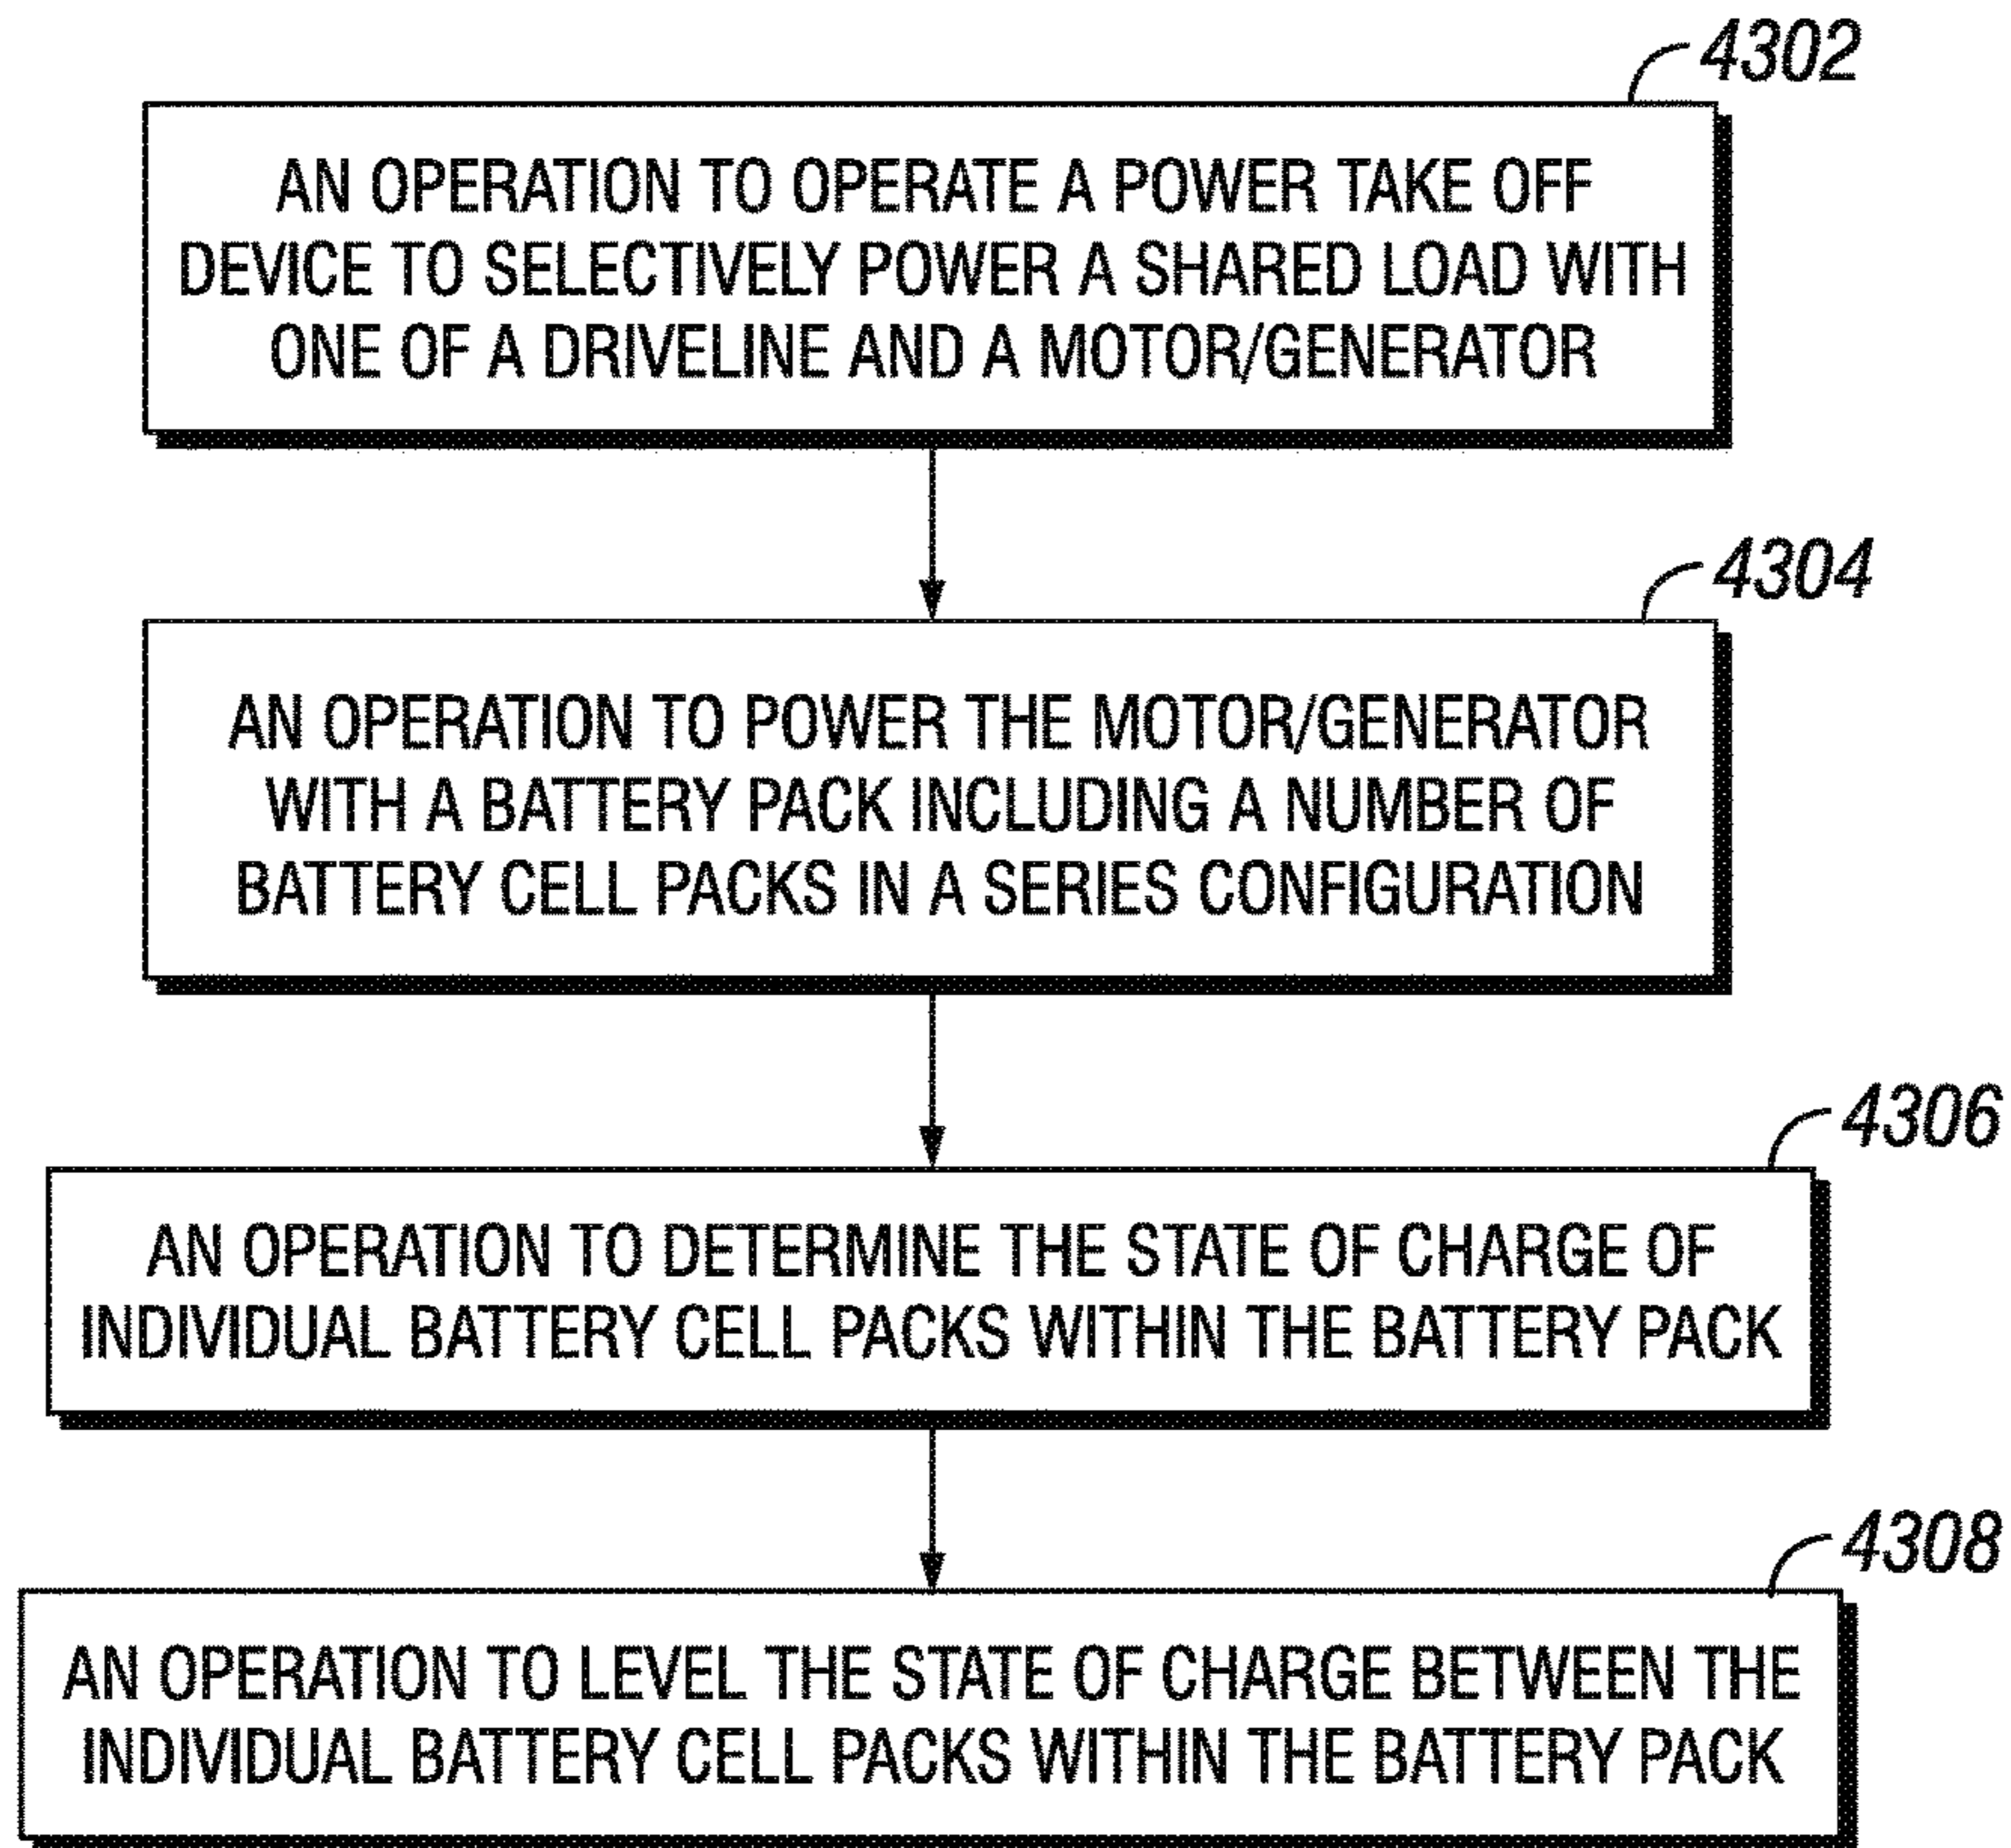 4302
AN OPERATION TO OPERATE A POWER TAKE OFF
DEVICE TO SELECTIVELY POWER A SHARED LOAD WITH
ONE OF A DRIVELINE AND A MOTOR/GENERATOR
4304
AN OPERATION TO POWER THE MOTOR/GENERATOR
WITH A BATTERY PACK INCLUDING A NUMBER OF
BATTERY CELL PACKS IN A SERIES CONFIGURATION
4306
AN OPERATION TO DETERMINE THE STATE OF CHARGE OF
INDIVIDUAL BATTERY CELL PACKS WITHIN THE BATTERY PACK
4308
AN OPERATION TO LEVEL THE STATE OF CHARGE BETWEEN THE
INDIVIDUAL BATTERY CELL PACKS WITHIN THE BATTERY PACK